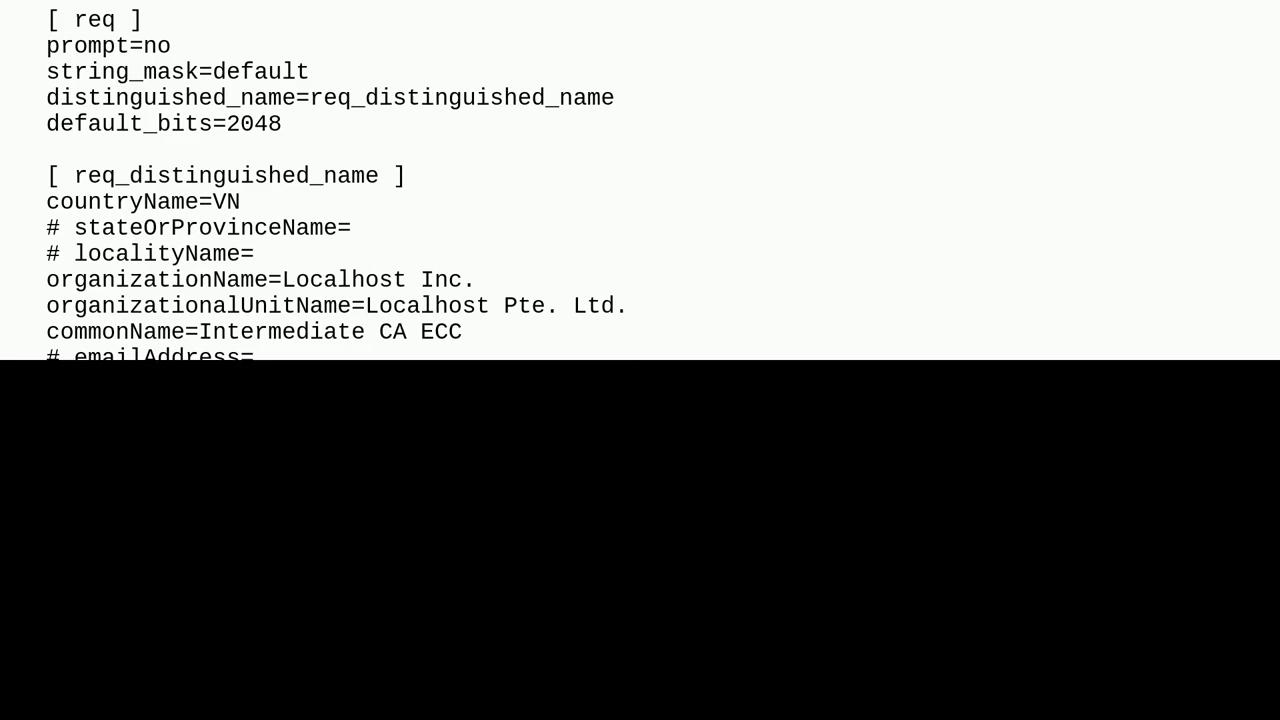 [ req ]
prompt=no
string_mask=default
distinguished_name=req_distinguished_name
default_bits=2048

[ req_distinguished_name ]
countryName=VN
# stateOrProvinceName=
# localityName=
organizationName=Localhost Inc.
organizationalUnitName=Localhost Pte. Ltd.
commonName=Intermediate CA ECC
# emailAddress=